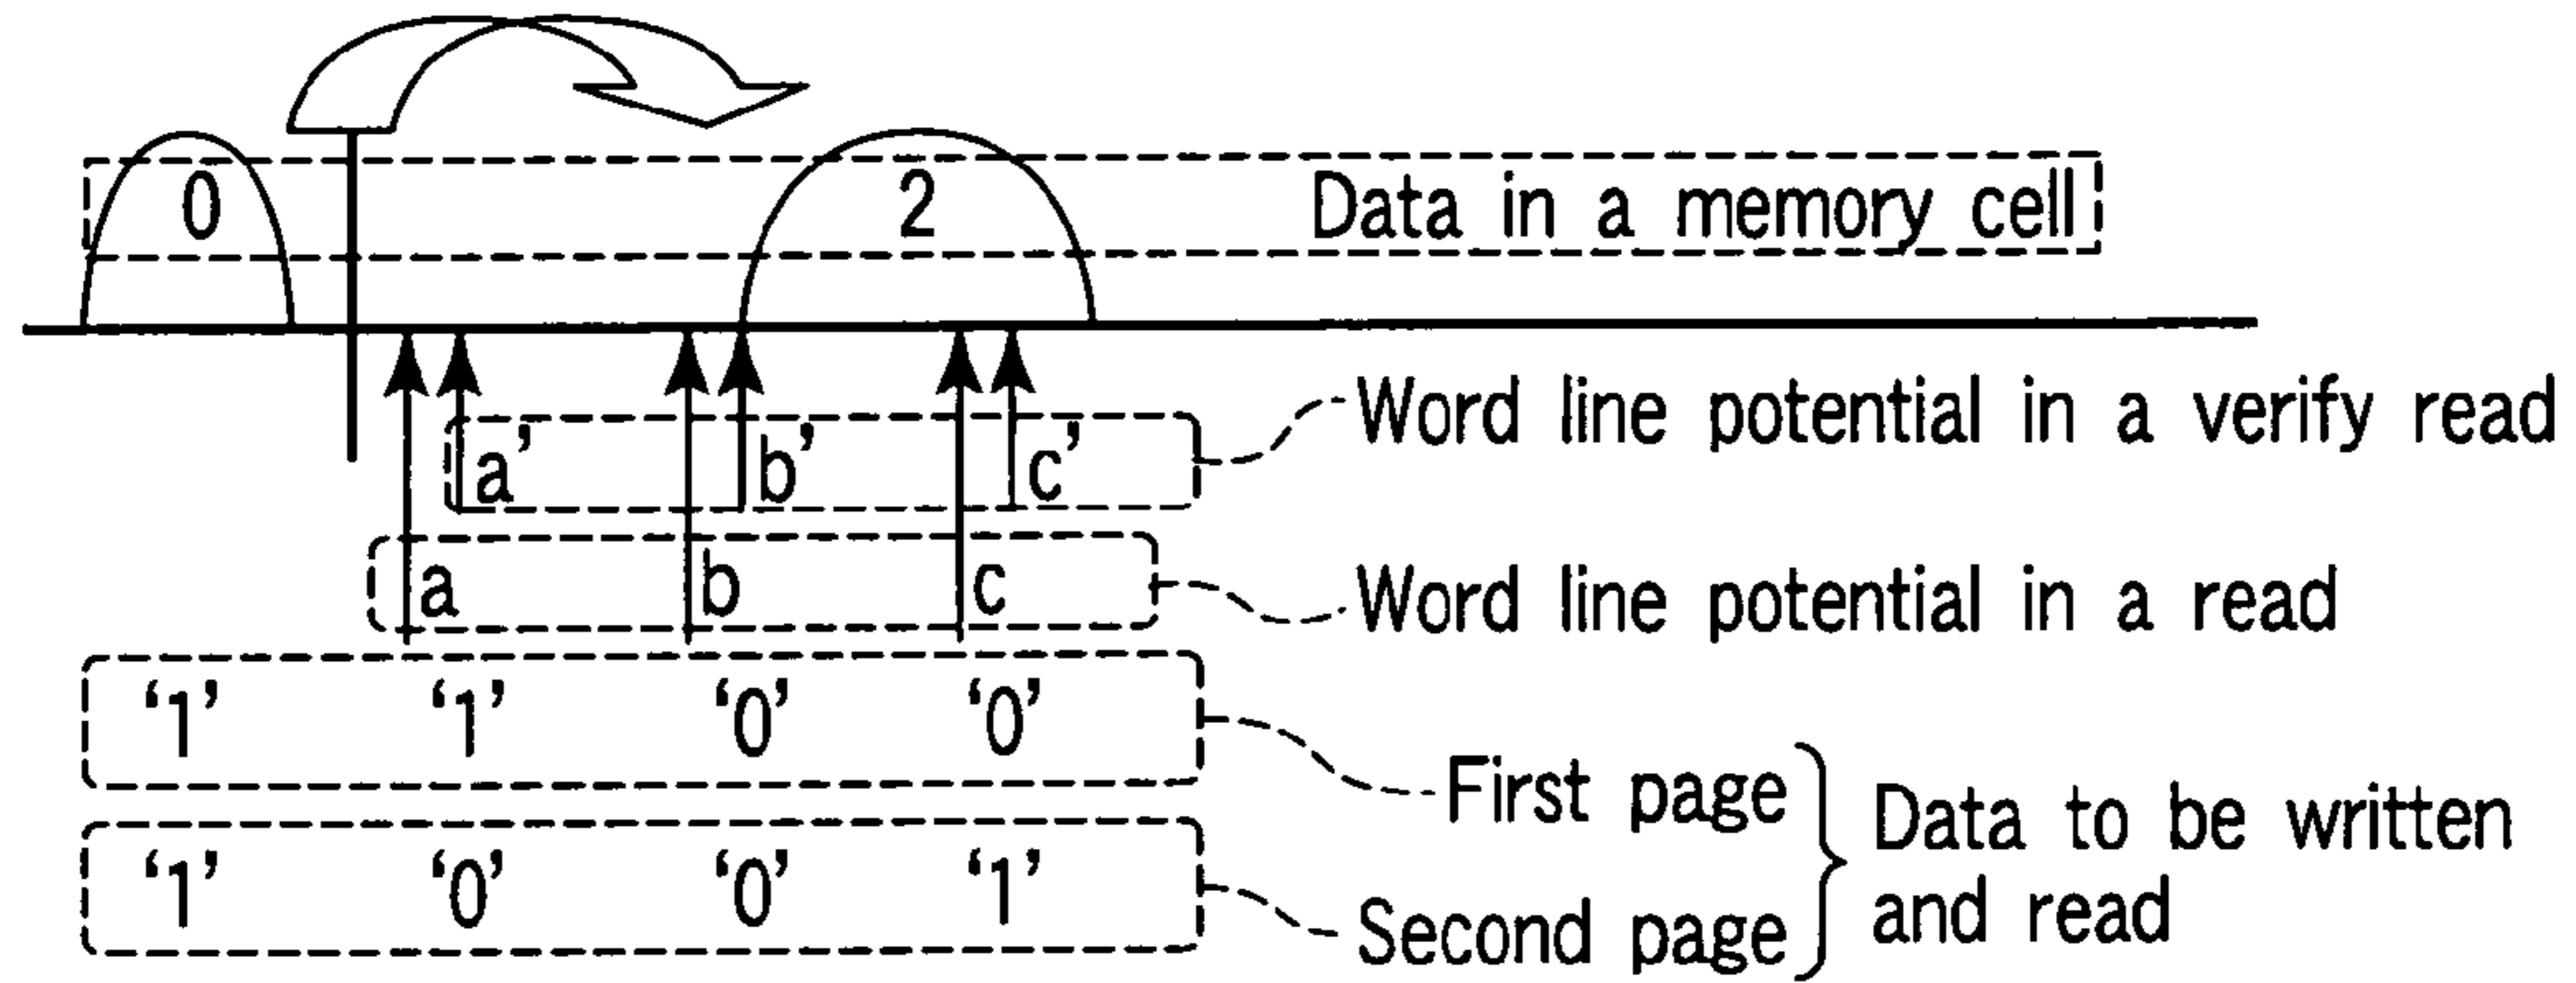 0 2 Data in a memory cell
a’ b’ c’ Word line potential in a verify read
a b c Word line potential in a read
‘1’ ‘1’ ‘0’ ‘0’
First page
‘1’ ‘0’ ‘0’ ‘1’
Second page
Data to be written
and read